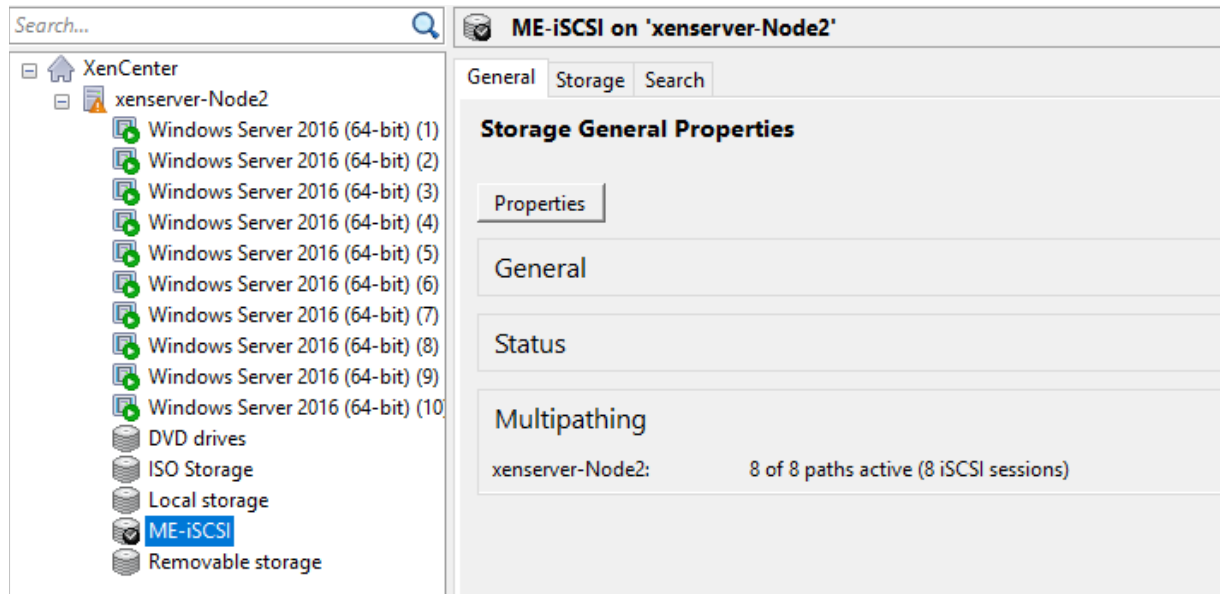 Search...
XenCenter
xenserver-Node2
Windows Server 2016 (64-bit) (1)
Windows Server 2016 (64-bit) (2)
Windows Server 2016 (64-bit) (3)
Windows Server 2016 (64-bit) (4)
Windows Server 2016 (64-bit) (5)
Windows Server 2016 (64-bit) (6)
Windows Server 2016 (64-bit) (7)
Windows Server 2016 (64-bit) (8)
Windows Server 2016 (64-bit) (9)
Windows Server 2016 (64-bit) (10)
DVD drives
ISO Storage
Local storage
ME-iSCSI
Removable storage
ME-iSCSI on 'xenserver-Node2'
General Storage Search
Storage General Properties
Properties
General
Status
Multipathing
xenserver-Node2: 8 of 8 paths active (8 iSCSI sessions)